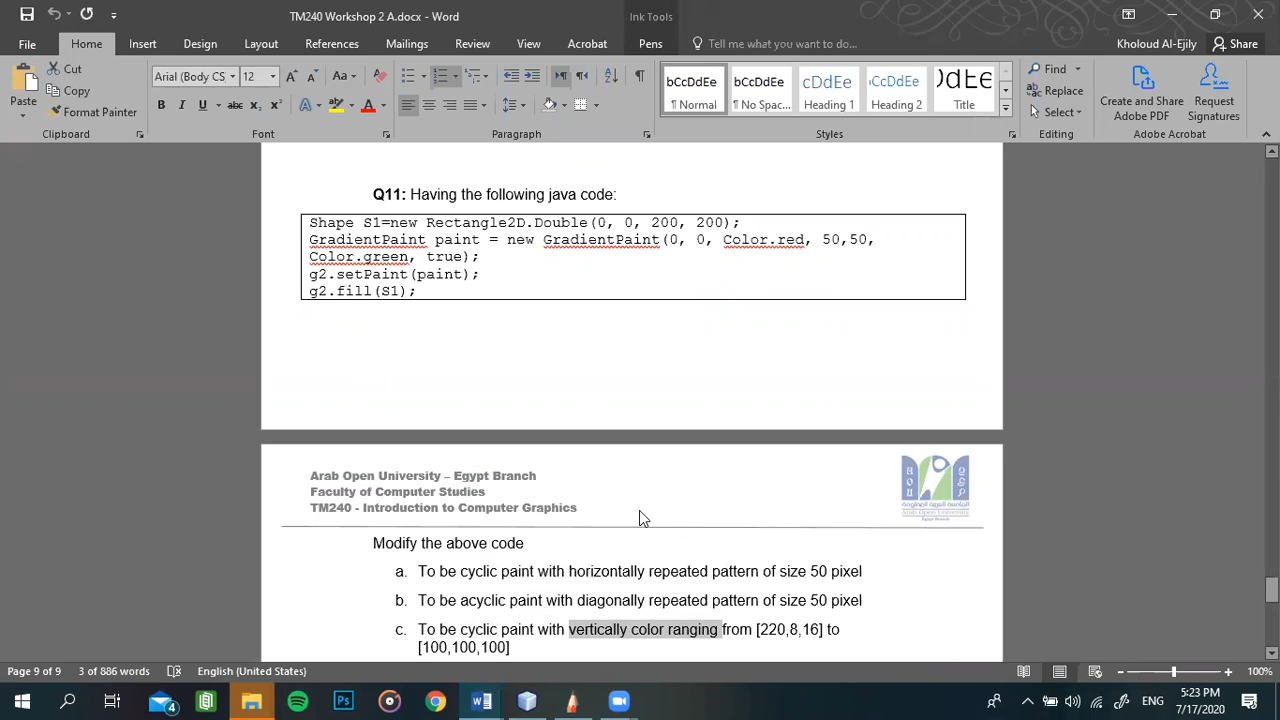 TM240 Workshop 2 A.docx - Word
Ink Tools
File Home Insert Design Layout References Mailings Review View Acrobat Pens Tell me what you want to do... Kholoud Al-Ejily Share
Paste
Cut
Copy
Format Painter
Clipboard
Arial (Body CS 12
Font
Paragraph
bCcDdEe bCcDdEe cDdEe cCcDdEe DdEe
¶ Normal ¶ No Spac... Heading 1 Heading 2 Title
Styles
Find
Replace
Select
Editing
Create and Share Adobe PDF
Request Signatures
Adobe Acrobat
Q11: Having the following java code:
Shape S1=new Rectangle2D.Double(0, 0, 200, 200);
GradientPaint paint = new GradientPaint(0, 0, Color.red, 50,50,
Color.green, true);
g2.setPaint(paint);
g2.fill(S1);
Arab Open University – Egypt Branch
Faculty of Computer Studies
TM240 - Introduction to Computer Graphics
Modify the above code
a. To be cyclic paint with horizontally repeated pattern of size 50 pixel
b. To be acyclic paint with diagonally repeated pattern of size 50 pixel
c. To be cyclic paint with vertically color ranging from [220,8,16] to
[100,100,100]
Page 9 of 9 3 of 886 words English (United States) 100%
4 ENG 5:23 PM
7/17/2020